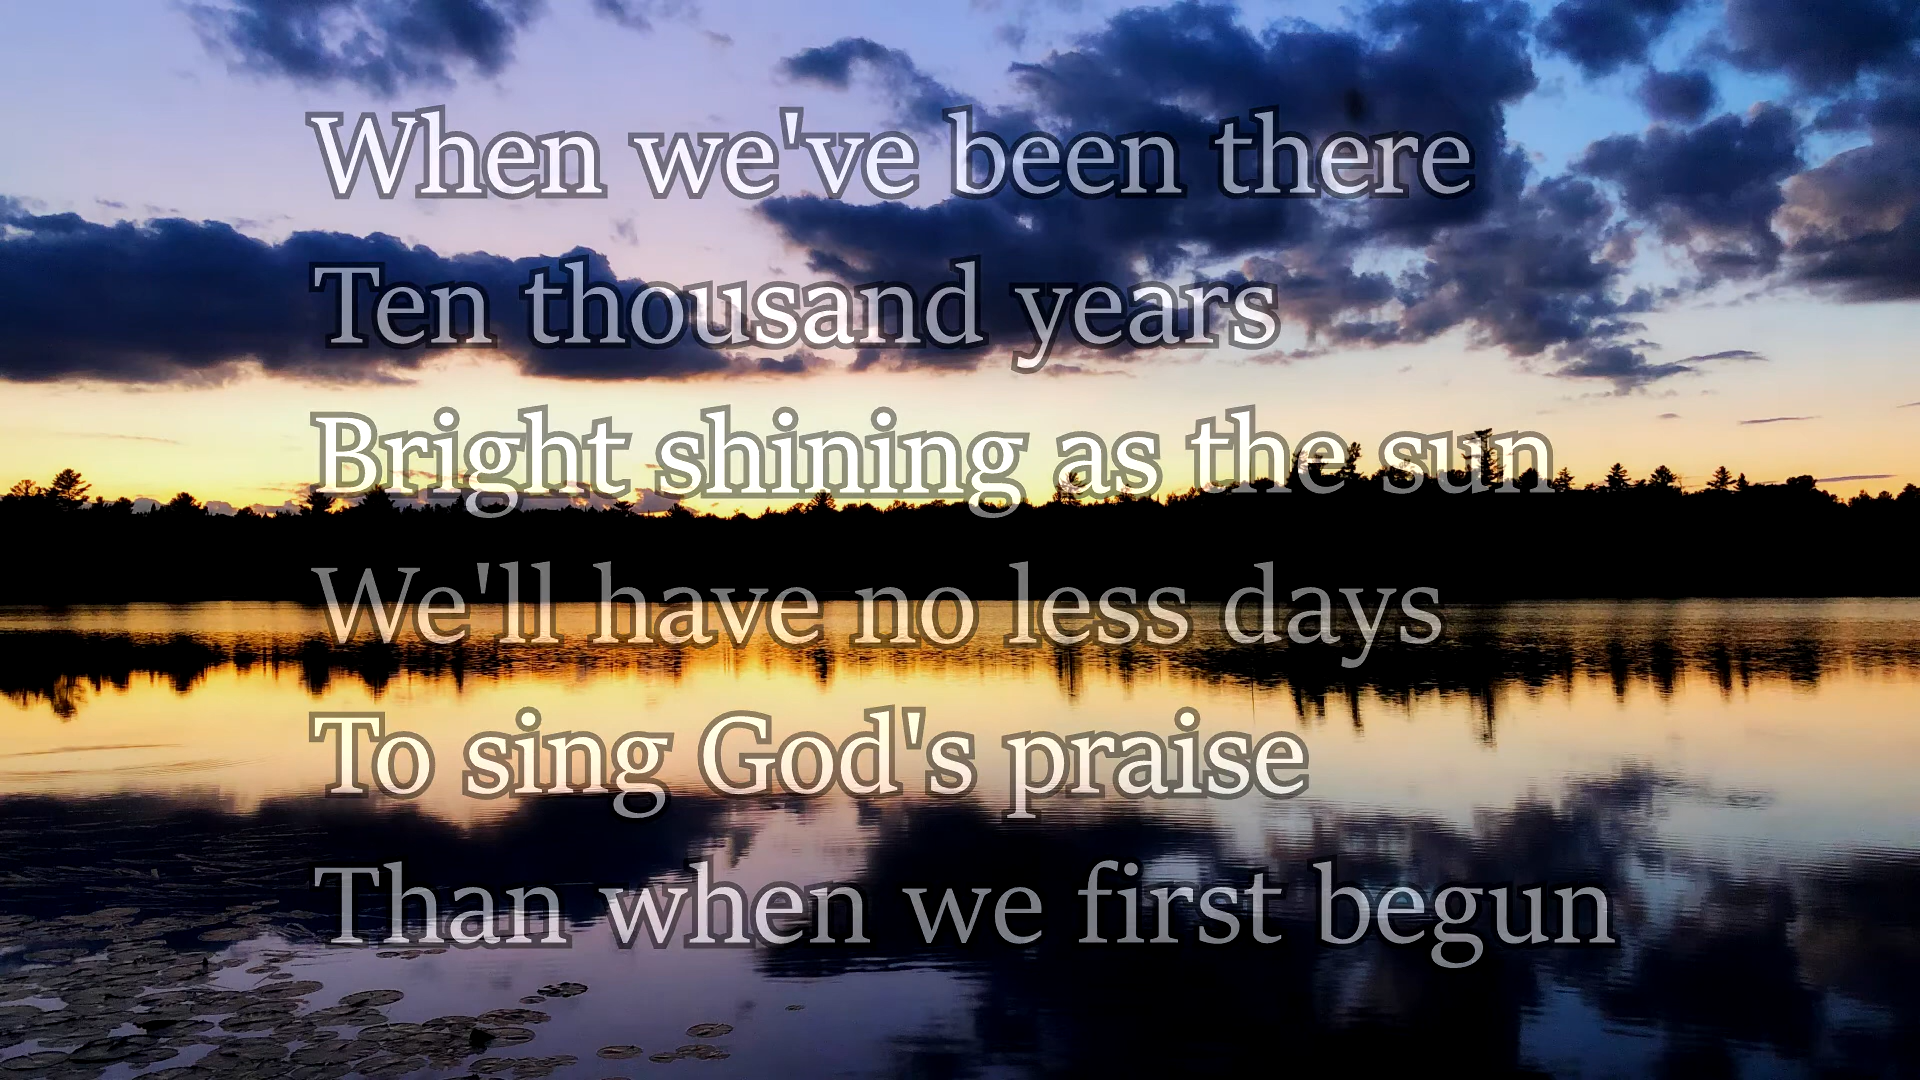 When we've been there
Ten thousand years
Bright shining as the sun
We'll have no less days
To sing God's praise
Than when we first begun